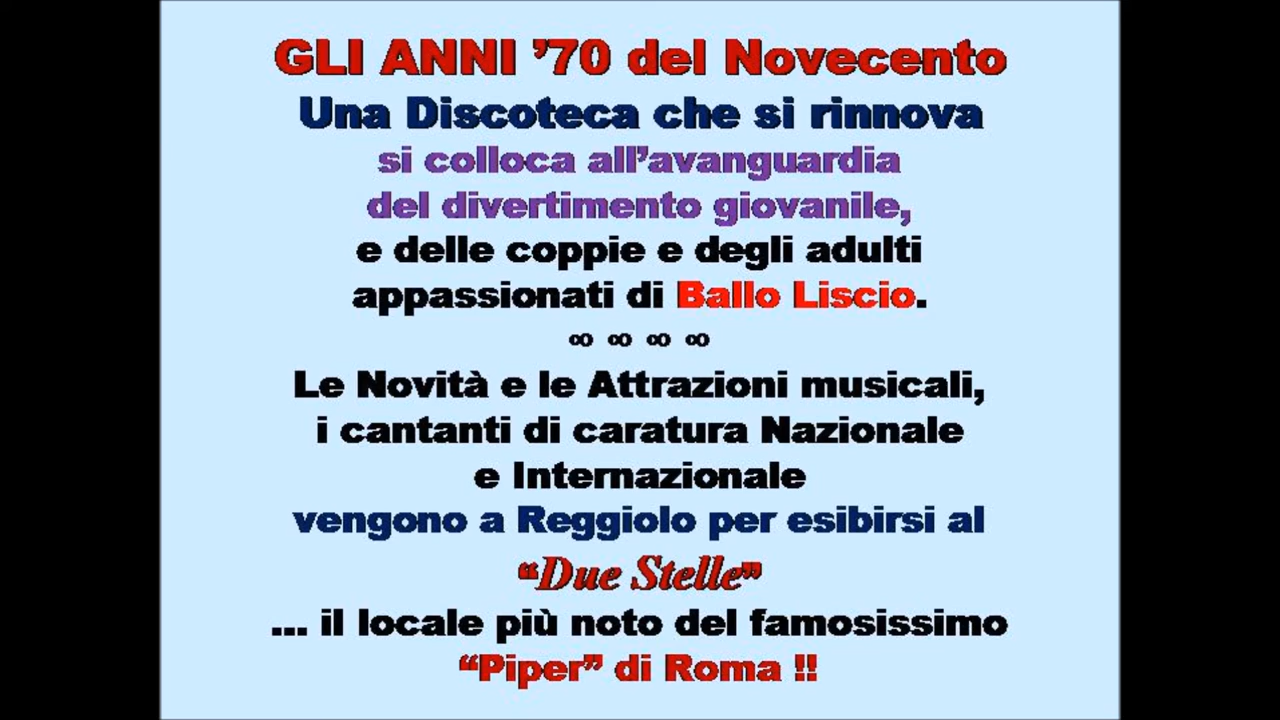 GLI ANNI ’70 del Novecento
Una Discoteca che si rinnova
si colloca all’avanguardia
del divertimento giovanile,
e delle coppie e degli adulti
appassionati di Ballo Liscio.
∞ ∞ ∞ ∞
Le Novità e le Attrazioni musicali,
i cantanti di caratura Nazionale
e Internazionale
vengono a Reggiolo per esibirsi al
“Due Stelle”
... il locale più noto del famosissimo
“Piper” di Roma !!